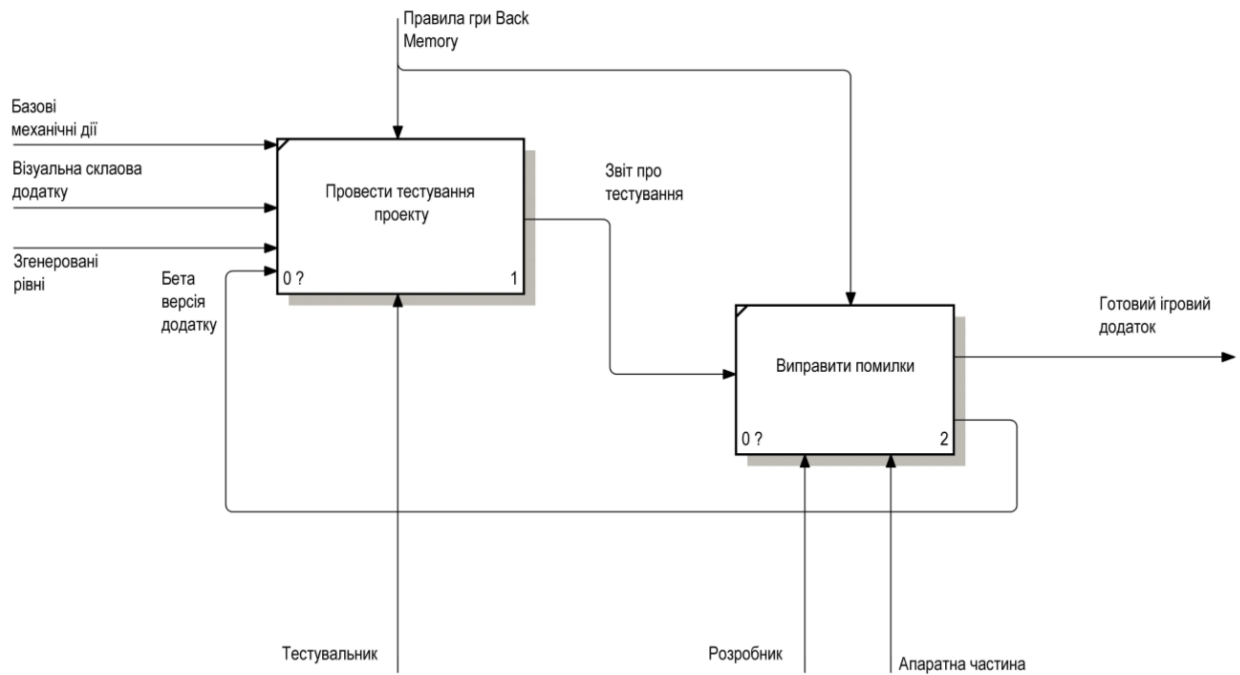 Правила гри Back
Memory
Базові
механічні дії
Візуальна склаова
додатку
Згенеровані
рівні
Бета
версія
додатку
Провести тестування
проекту
0 ?
1
Звіт про
тестування
Виправити помилки
0 ?
2
Готовий ігровий
додаток
Тестувальник
Розробник
Апаратна частина